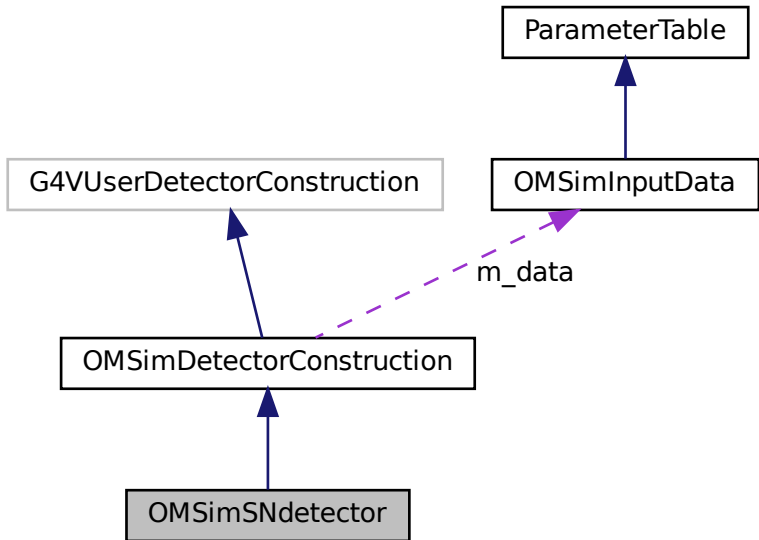 ParameterTable
G4VUserDetectorConstruction
OMSimInputData
m_data
OMSimDetectorConstruction
OMSimSNdetector